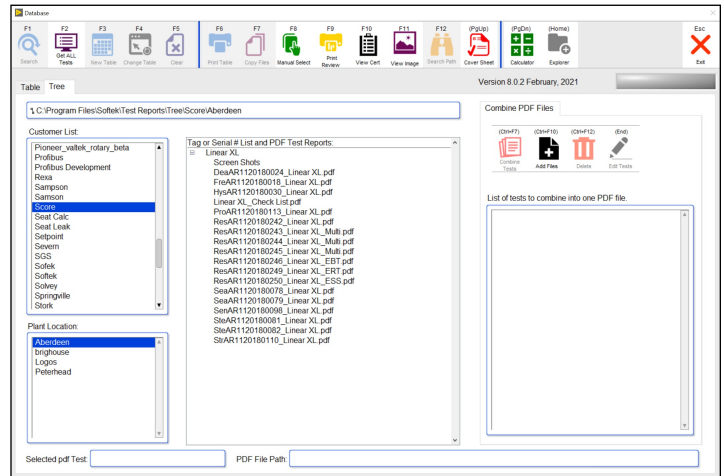 Database
F1
Search
F2
Get ALL
Tests
F3
New Table
F4
Change Table
F5
Clear
F6
Print Table
F7
Copy Files
F8
Manual Select
F9
Print
Review
F10
View Cert
F11
View Image
F12
Search Path
(PgUp)
Cover Sheet
(PgDn)
Calculator
(Home)
Explorer
Esc
Exit
Table
Tree
Version 8.0.2 February, 2021
C:\Program Files\Softek\Test Reports\Tree\Score\Aberdeen
Customer List:
Pioneer_valtek_rotary_beta
Profibus
Profibus Development
Rexa
Sampson
Samson
Score
Seat Calc
Seat Leak
Setpoint
Severn
SGS
Sofek
Softek
Solvey
Springville
Stork
Plant Location:
Aberdeen
brighouse
Logos
Peterhead
Tag or Serial # List and PDF Test Reports:
Linear XL
Screen Shots
DeaAR1120180024_Linear XL.pdf
FreAR1120180018_Linear XL.pdf
HysAR1120180030_Linear XL.pdf
Linear XL_Check List.pdf
ProAR1120180113_Linear XL.pdf
ResAR1120180242_Linear XL.pdf
ResAR1120180243_Linear XL_Multi.pdf
ResAR1120180244_Linear XL_Multi.pdf
ResAR1120180245_Linear XL_Multi.pdf
ResAR1120180246_Linear XL_EBT.pdf
ResAR1120180249_Linear XL_ERT.pdf
ResAR1120180250_Linear XL_ESS.pdf
SeaAR1120180078_Linear XL.pdf
SeaAR1120180079_Linear XL.pdf
SenAR1120180098_Linear XL.pdf
SteAR1120180081_Linear XL.pdf
SteAR1120180082_Linear XL.pdf
StrAR1120180110_Linear XL.pdf
Combine PDF Files
(Ctrl+F7)
Combine
Tests
(Ctrl+F10)
Add Files
(Ctrl+F12)
Delete
(End)
Edit Tests
List of tests to combine into one PDF file.
Selected pdf Test:
PDF File Path: